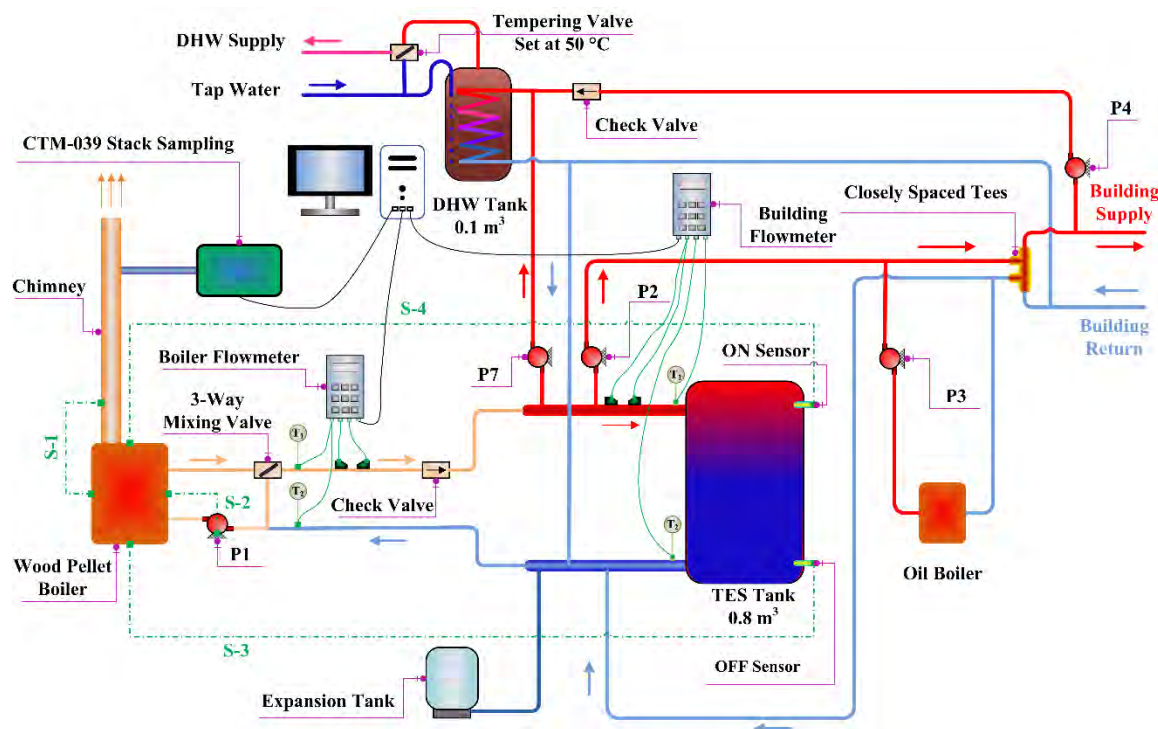 DHW Supply
Tempering Valve
Set at 50 °C
Tap Water
Check Valve
P4
CTM-039 Stack Sampling
DHW Tank
0.1 m³
Building
Flowmeter
Closely Spaced Tees
Building
Supply
Chimney
S-4
P2
Building
Return
Boiler Flowmeter
P7
ON Sensor
P3
3-Way
Mixing Valve
T₁
S-1
T₁
S-2
T₂
Check Valve
T₂
P1
Wood Pellet
Boiler
Oil Boiler
TES Tank
0.8 m³
S-3
OFF Sensor
Expansion Tank